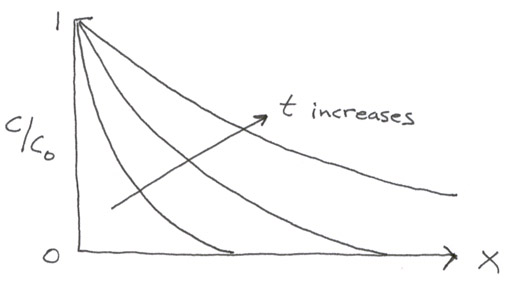 1
t increases
C/C₀
0
X